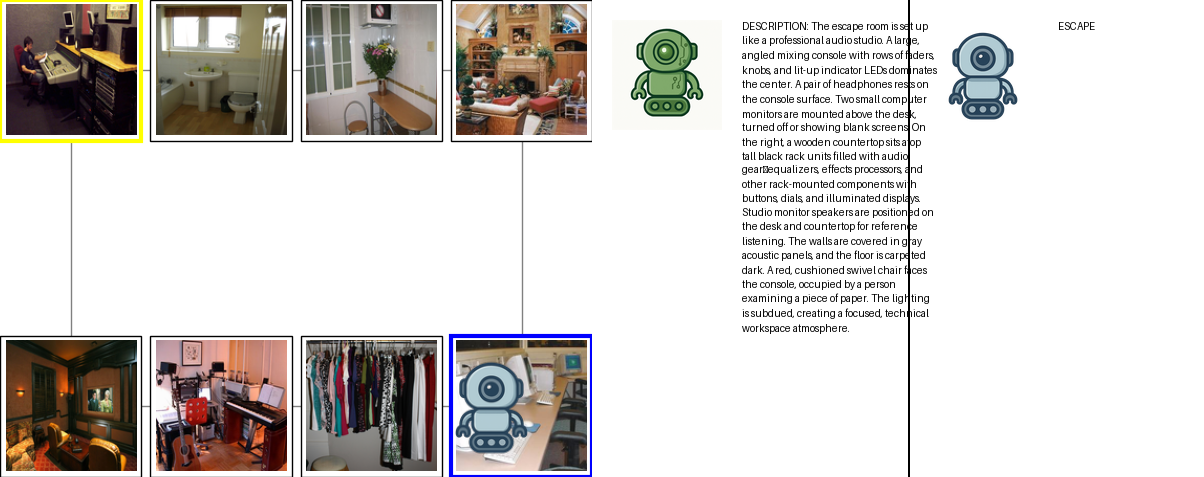 DESCRIPTION: The escape room is set up
like a professional audio studio. A large,
angled mixing console with rows of faders,
knobs, and lit-up indicator LEDs dominates
the center. A pair of headphones rests on
the console surface. Two small computer
monitors are mounted above the desk,
turned off or showing blank screens. On
the right, a wooden countertop sits atop
tall black rack units filled with audio
gear▯equalizers, effects processors, and
other rack-mounted components with
buttons, dials, and illuminated displays.
Studio monitor speakers are positioned on
the desk and countertop for reference
listening. The walls are covered in gray
acoustic panels, and the floor is carpeted
dark. A red, cushioned swivel chair faces
the console, occupied by a person
examining a piece of paper. The lighting
is subdued, creating a focused, technical
workspace atmosphere.
ESCAPE